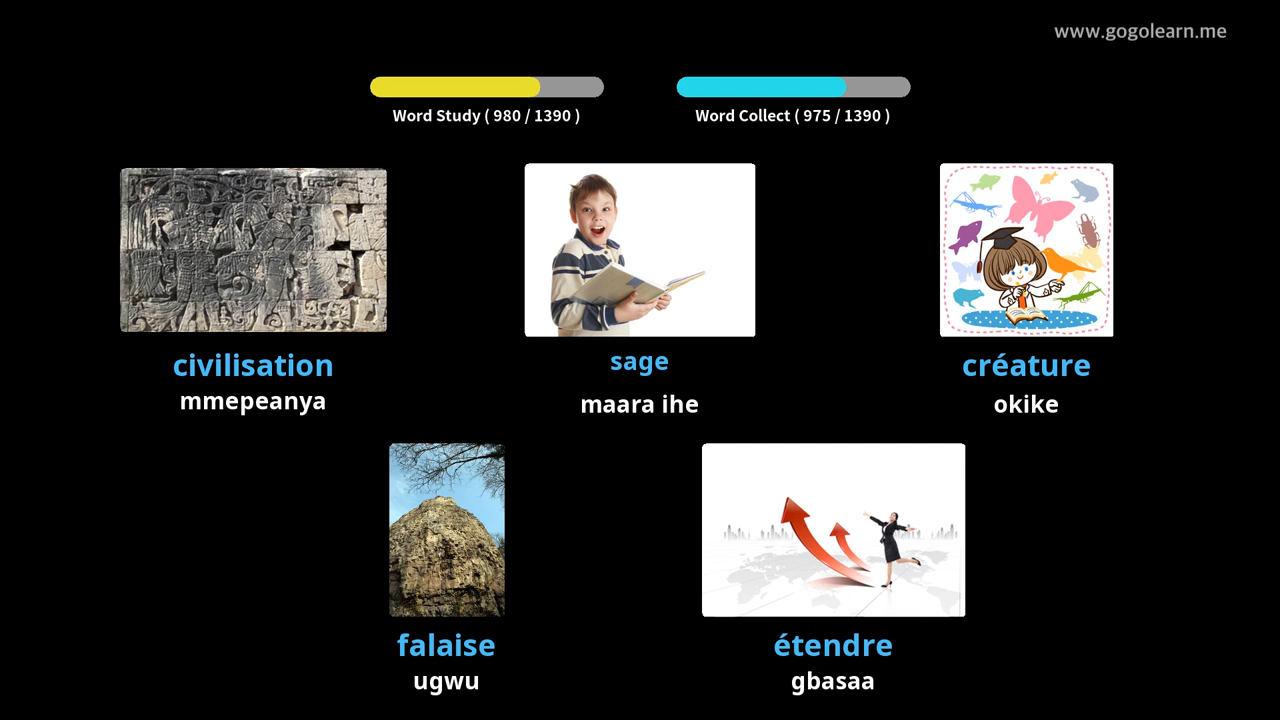 www.gogolearn.me
Word Study ( 980 / 1390 )
Word Collect ( 975 / 1390 )
civilisation
mmepeanya
sage
maara ihe
créature
okike
falaise
ugwu
étendre
gbasaa